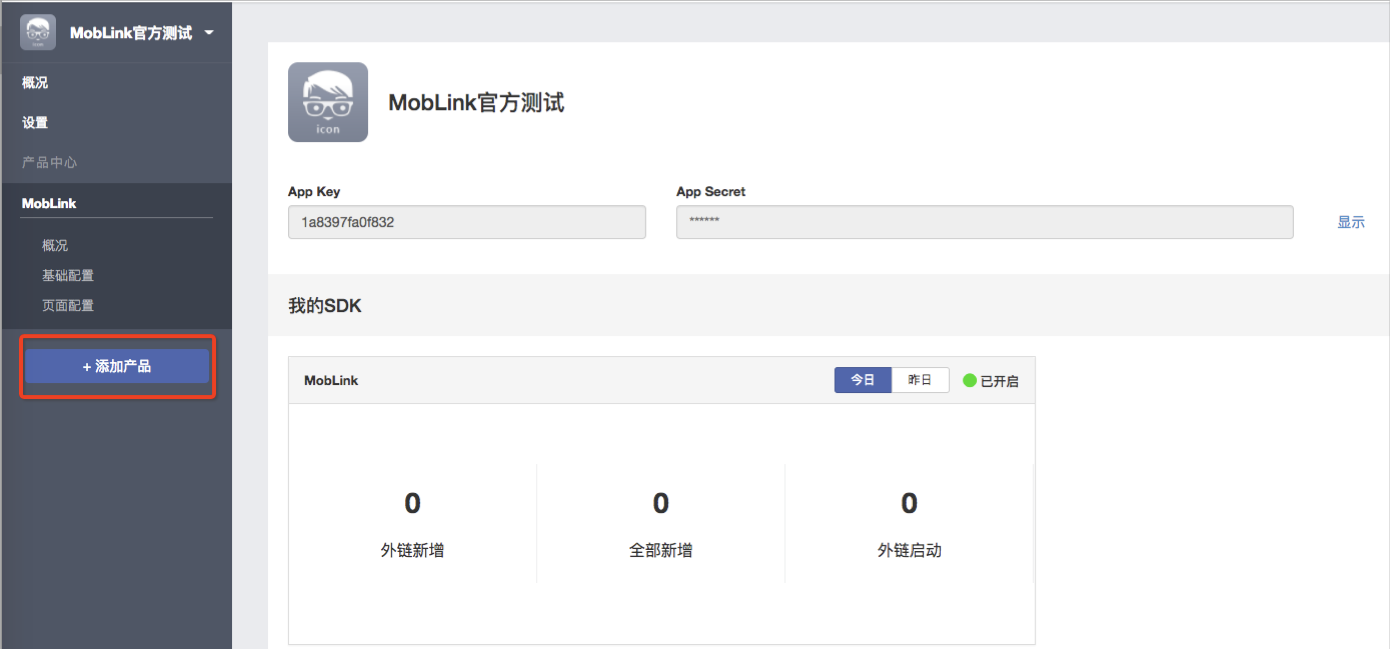 MobLink官方测试
概况
设置
产品中心
MobLink
概况
基础配置
页面配置
+ 添加产品
icon
MobLink官方测试
App Key
App Secret
1a8397fa0f832
******
显示
我的SDK
MobLink
今日
昨日
已开启
0
0
0
外链新增
全部新增
外链启动